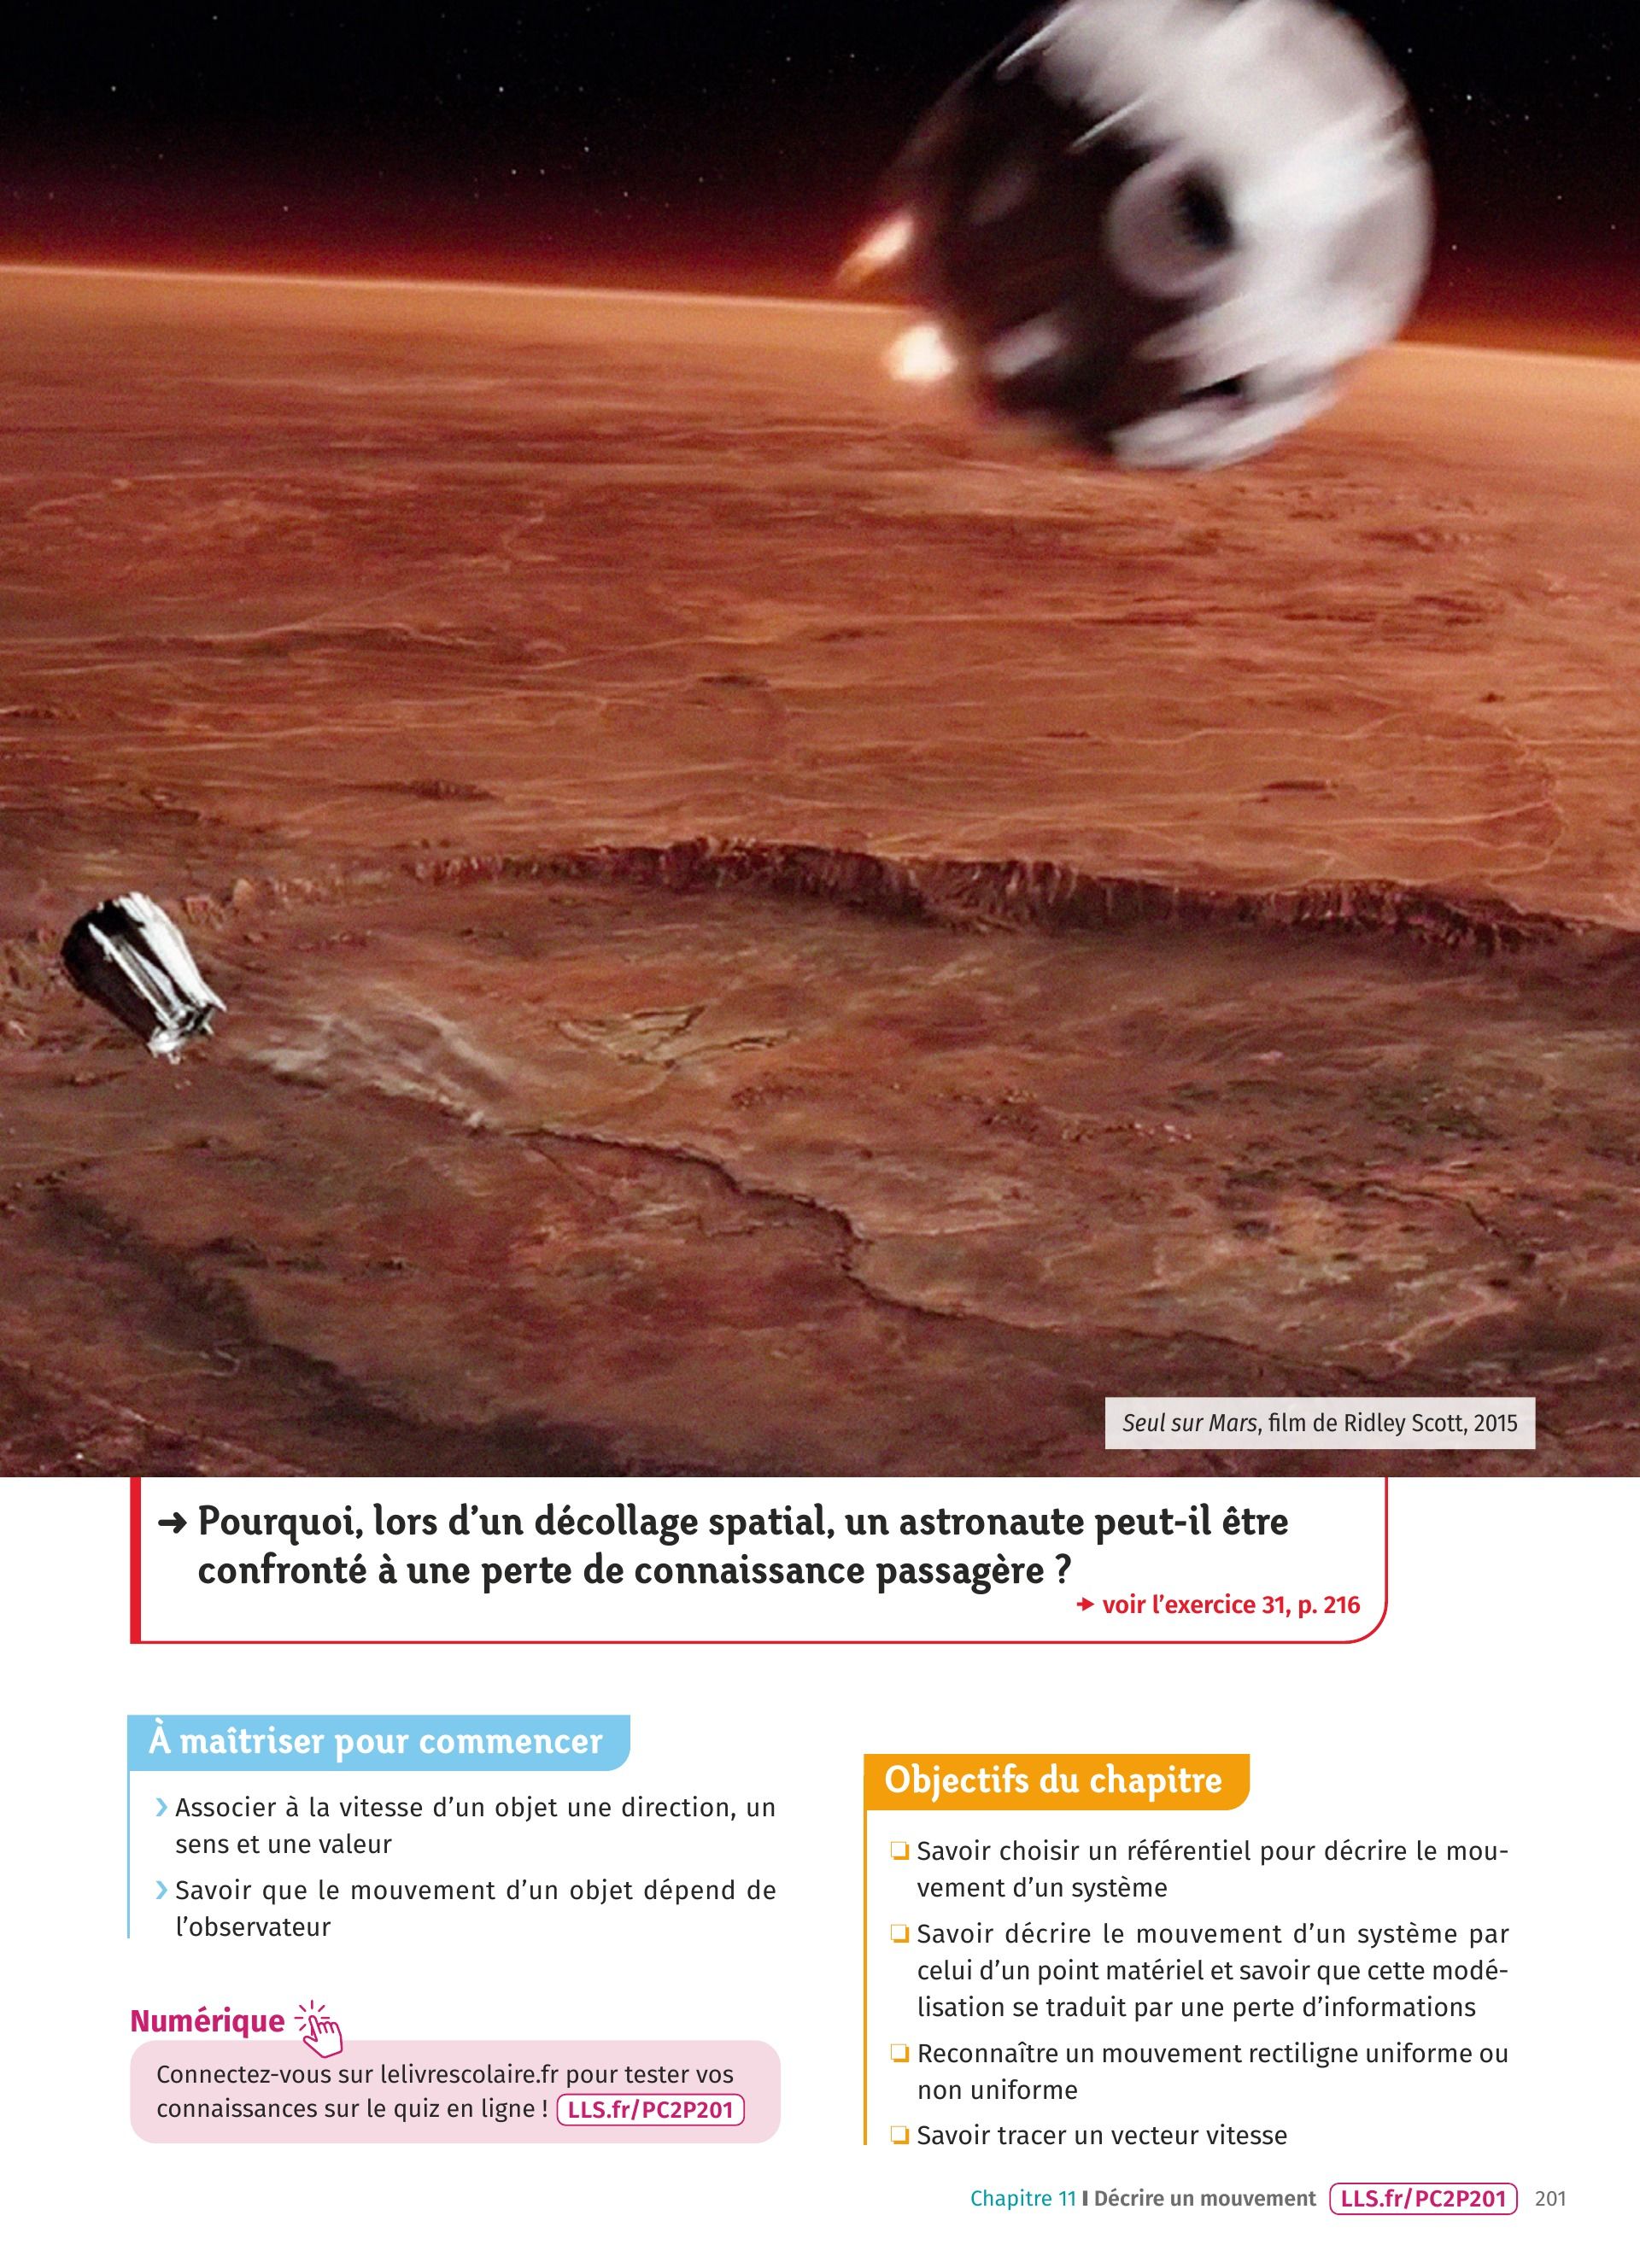 Seul sur Mars, film de Ridley Scott, 2015
➜ Pourquoi, lors d’un décollage spatial, un astronaute peut-il être
confronté à une perte de connaissance passagère ?
➜ voir l’exercice 31, p. 216
À maîtriser pour commencer
› Associer à la vitesse d’un objet une direction, un
sens et une valeur
› Savoir que le mouvement d’un objet dépend de
l’observateur
Numérique
Connectez-vous sur lelivrescolaire.fr pour tester vos
connaissances sur le quiz en ligne ! LLS.fr/PC2P201
Objectifs du chapitre
❏ Savoir choisir un référentiel pour décrire le mou-
vement d’un système
❏ Savoir décrire le mouvement d’un système par
celui d’un point matériel et savoir que cette modé-
lisation se traduit par une perte d’informations
❏ Reconnaître un mouvement rectiligne uniforme ou
non uniforme
❏ Savoir tracer un vecteur vitesse
Chapitre 11 I Décrire un mouvement LLS.fr/PC2P201 201